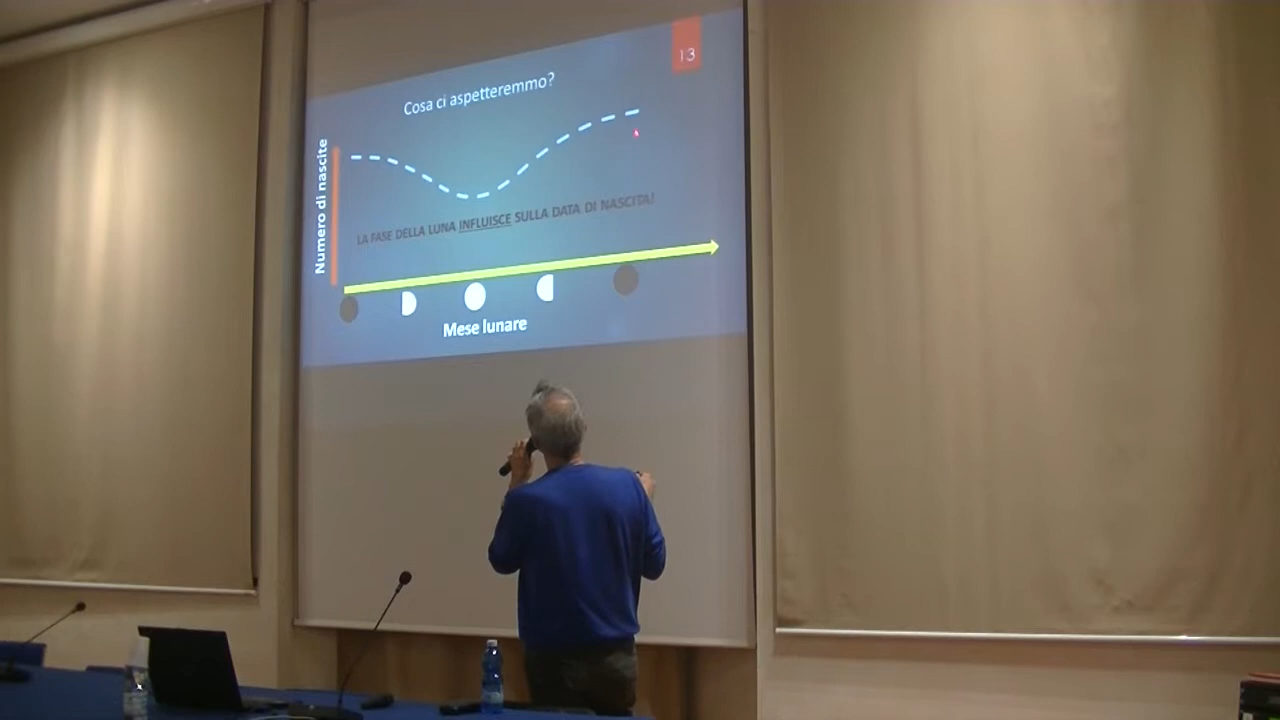 13
Cosa ci aspetteremmo?
Numero di nascite
LA FASE DELLA LUNA INFLUISCE SULLA DATA DI NASCITA!
Mese lunare